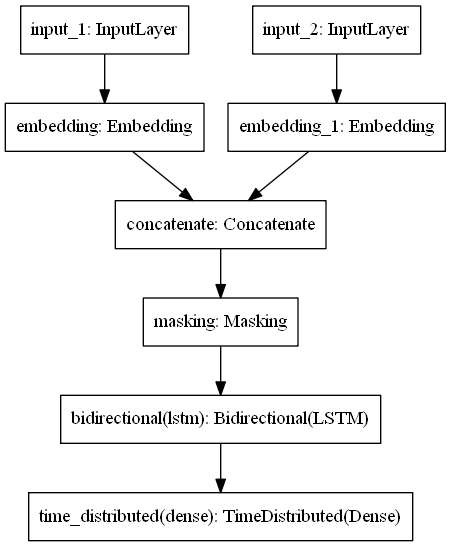 input_1: InputLayer
input_2: InputLayer
embedding: Embedding
embedding_1: Embedding
concatenate: Concatenate
masking: Masking
bidirectional(lstm): Bidirectional(LSTM)
time_distributed(dense): TimeDistributed(Dense)